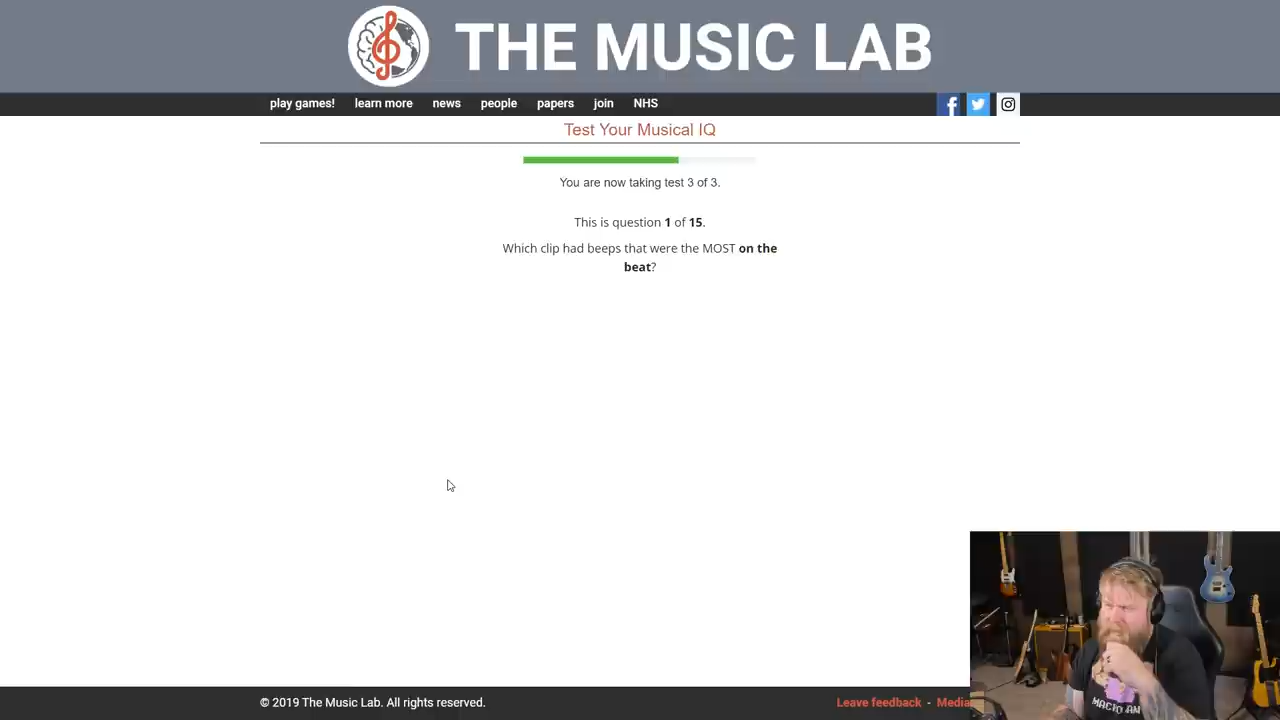 THE MUSIC LAB
play games! learn more news people papers join NHS
Test Your Musical IQ
You are now taking test 3 of 3.
This is question 1 of 15.
Which clip had beeps that were the MOST on the
beat?
© 2019 The Music Lab. All rights reserved.
Leave feedback - Media